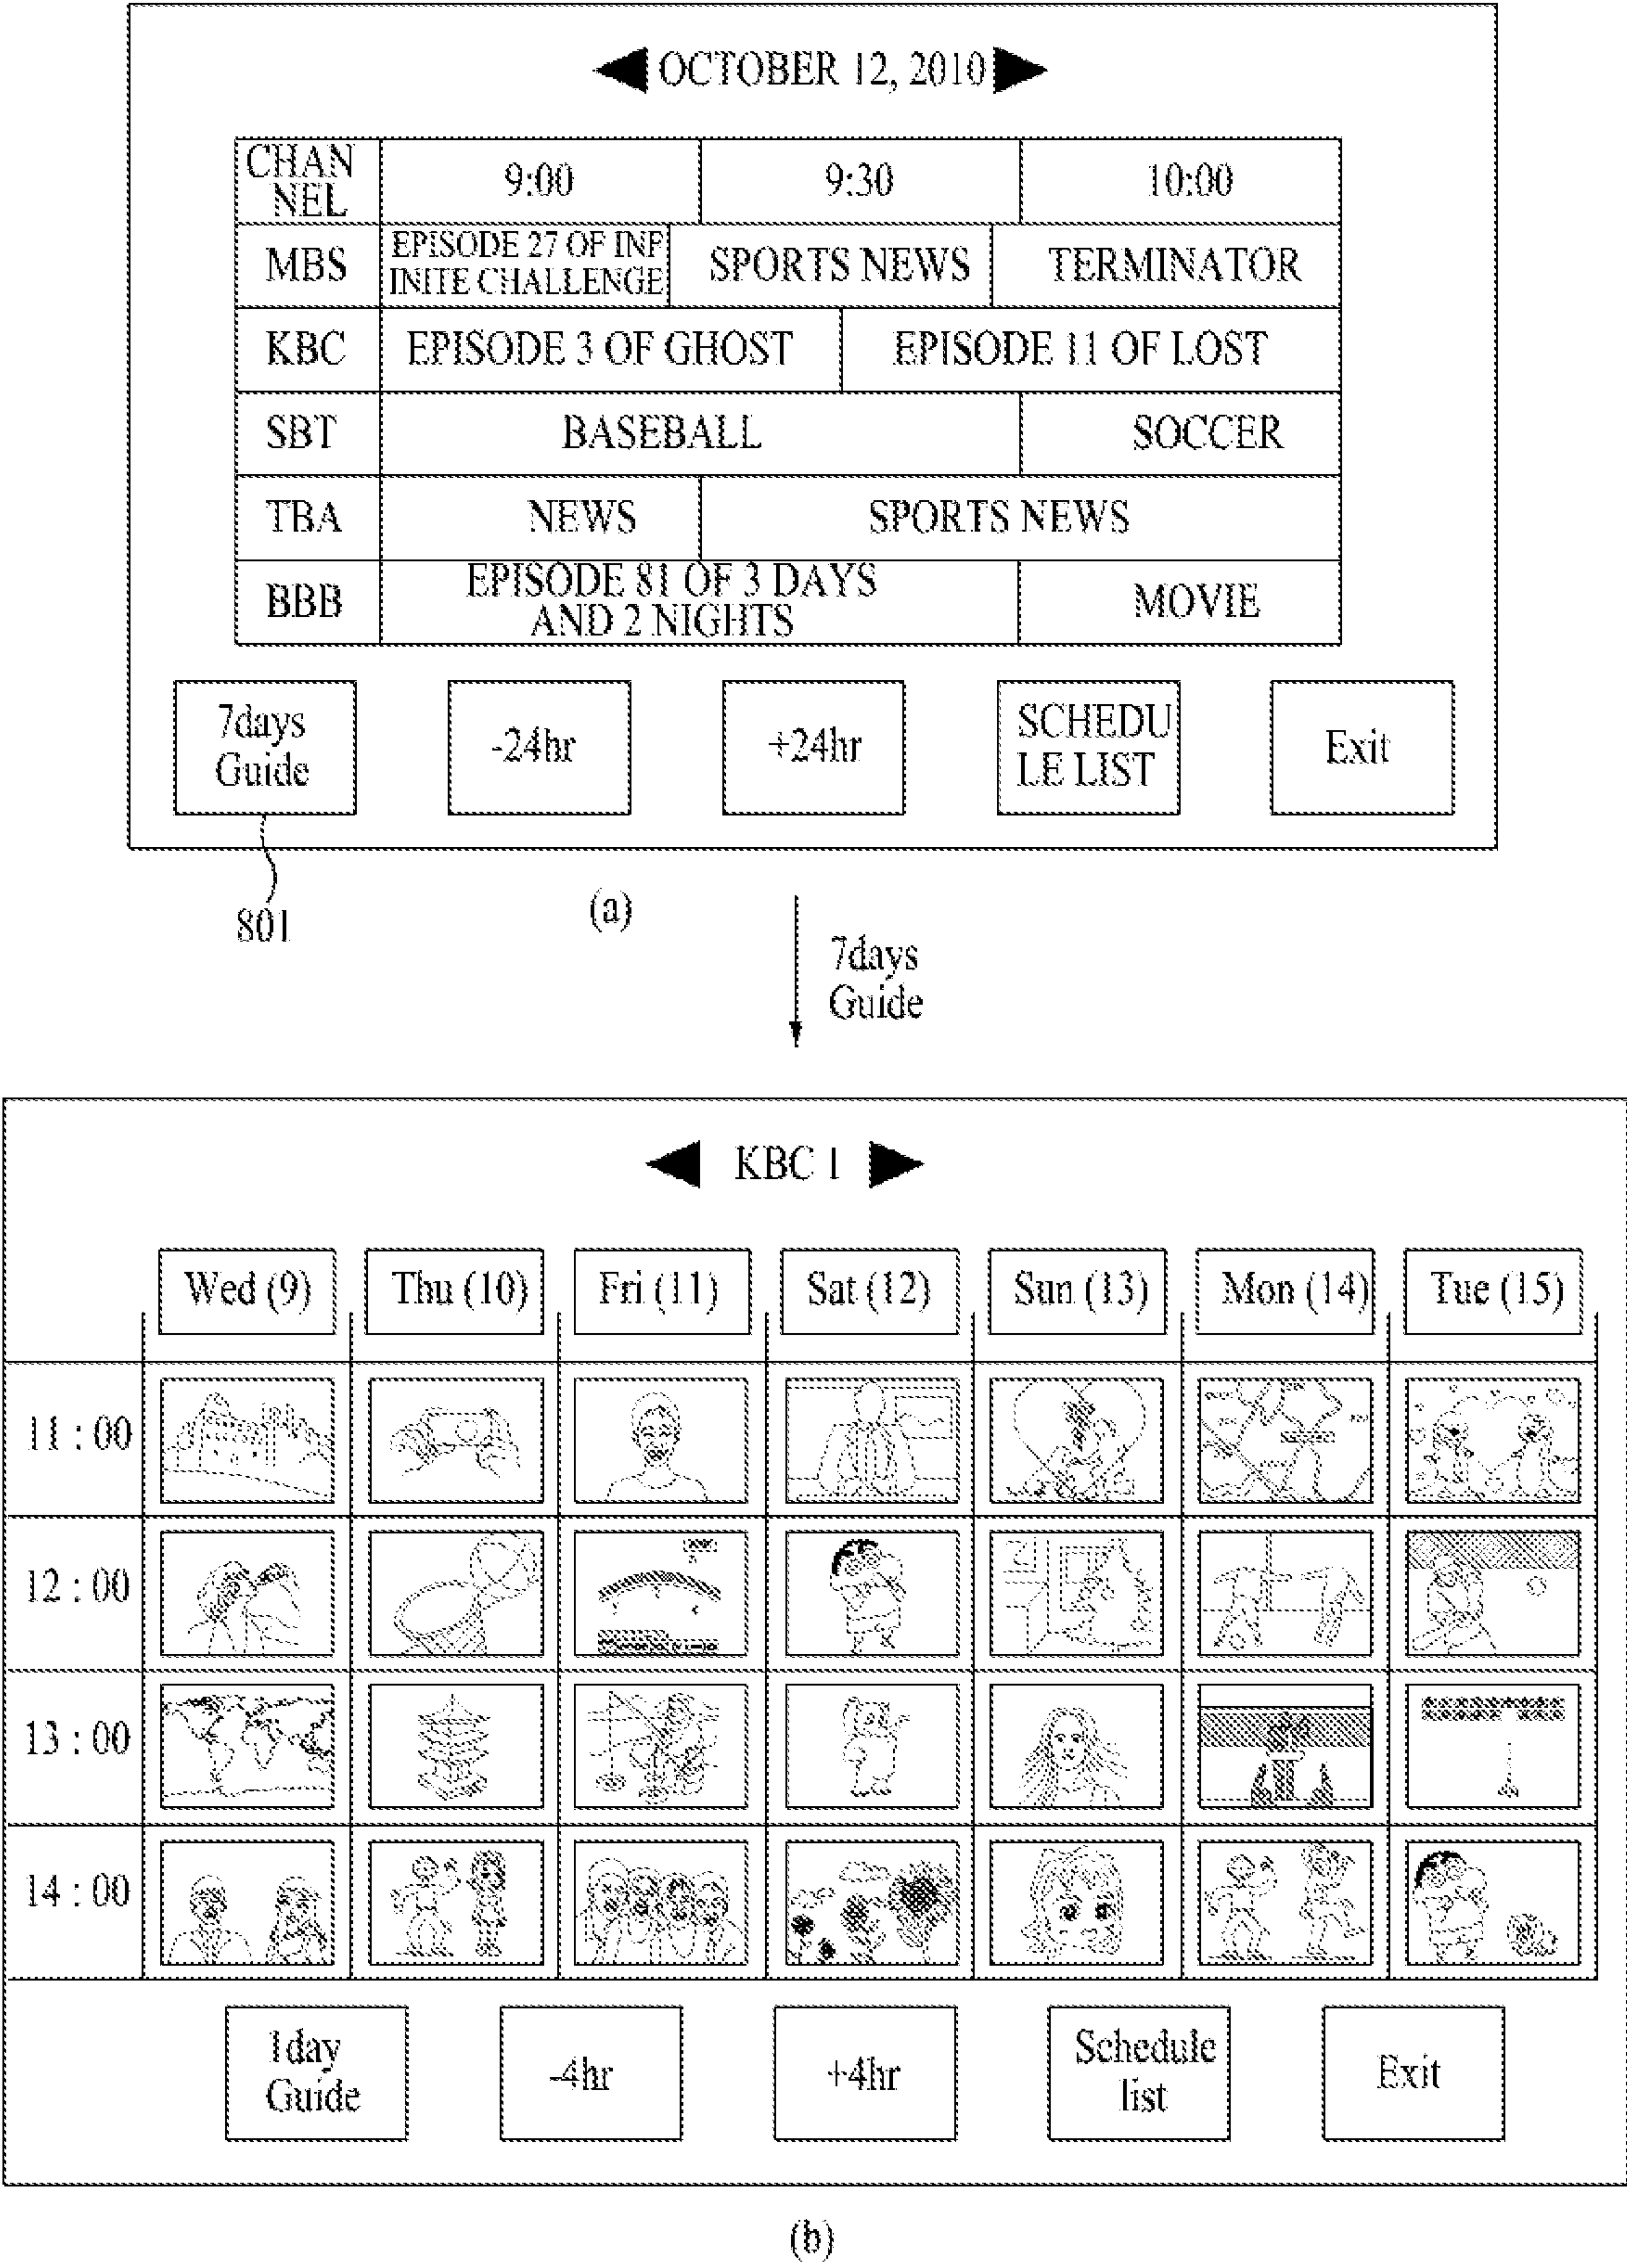 OCTOBER 12, 2010
CHAN
NEL
9:00
9:30
10:00
MBS
EPISODE 27 OF INF
INITE CHALLENGE
SPORTS NEWS
TERMINATOR
KBC
EPISODE 3 OF GHOST
EPISODE 11 OF LOST
SBT
BASEBALL
SOCCER
TBA
NEWS
SPORTS NEWS
BBB
EPISODE 81 OF 3 DAYS
AND 2 NIGHTS
MOVIE
7days
Guide
-24hr
+24hr
SCHEDU
LE LIST
Exit
801
(a)
7days
Guide
KBC 1
Wed (9)
Thu (10)
Fri (11)
Sat (12)
Sun (13)
Mon (14)
Tue (15)
11 : 00
12 : 00
13 : 00
14 : 00
1day
Guide
-4hr
+4hr
Schedule
list
Exit
(b)